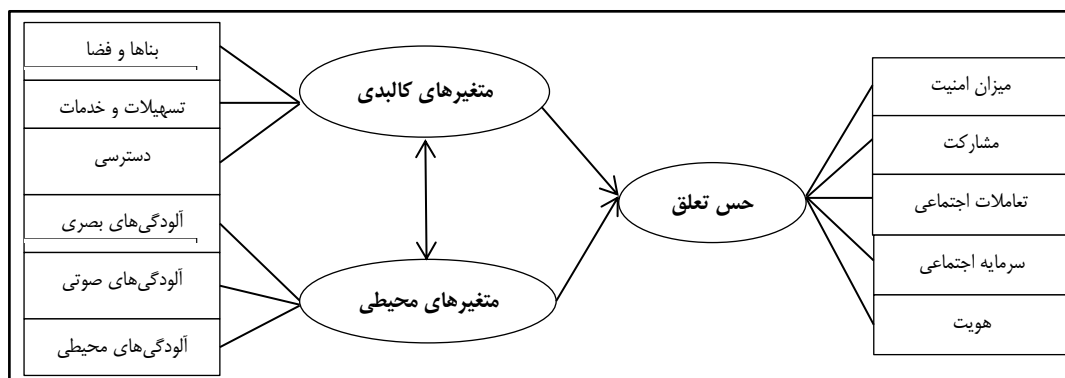 بناها و فضا
تسهیلات و خدمات
دسترسی
آلودگی‌های بصری
آلودگی‌های صوتی
آلودگی‌های محیطی
متغیرهای کالبدی
متغیرهای محیطی
حس تعلق
میزان امنیت
مشارکت
تعاملات اجتماعی
سرمایه اجتماعی
هویت